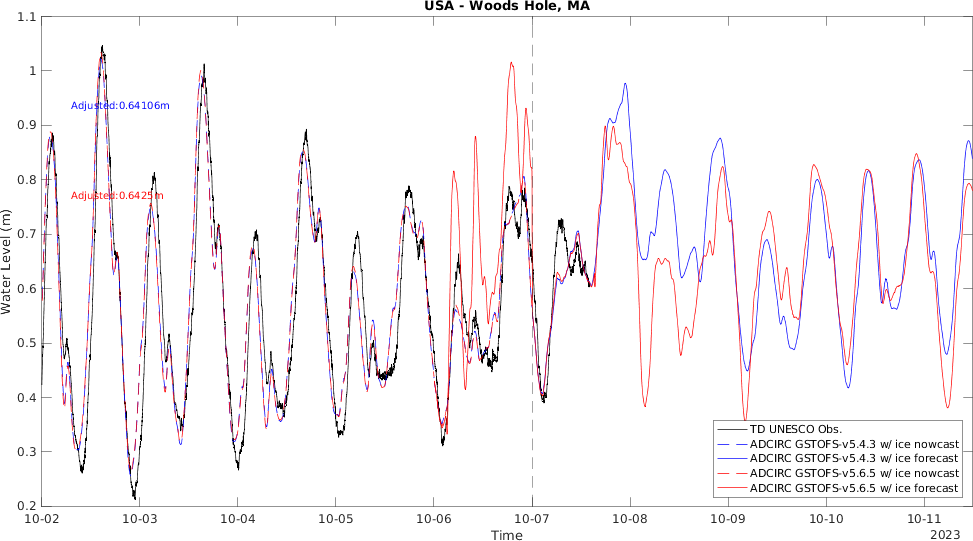 USA - Woods Hole, MA
1.1
1
0.9
0.8
0.7
0.6
0.5
0.4
0.3
0.2
Water Level (m)
Adjusted:0.64106m
Adjusted:0.6425m
TD UNESCO Obs.
ADCIRC GSTOFS-v5.4.3 w/ ice nowcast
ADCIRC GSTOFS-v5.4.3 w/ ice forecast
ADCIRC GSTOFS-v5.6.5 w/ ice nowcast
ADCIRC GSTOFS-v5.6.5 w/ ice forecast
10-02 10-03 10-04 10-05 10-06 10-07 10-08 10-09 10-10 10-11
Time
2023